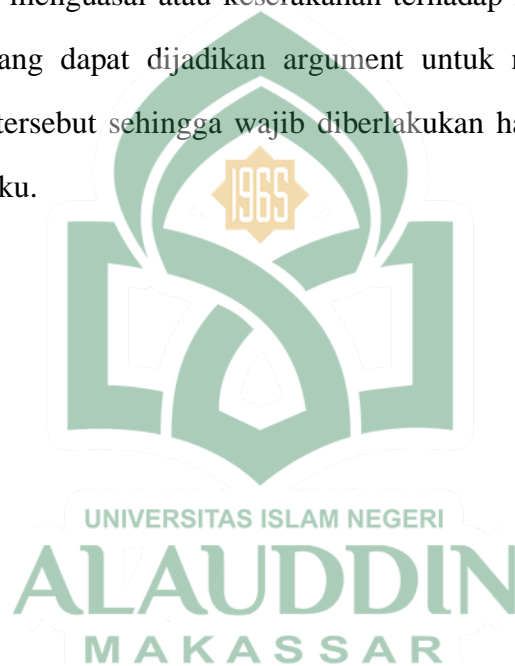 menguasai atau keserakahan terhadap
ang dapat dijadikan argument untuk
tersebut sehingga wajib diberlakukan
ku.
1965
UNIVERSITAS ISLAM NEGERI
ALAUDDIN
MAKASSAR